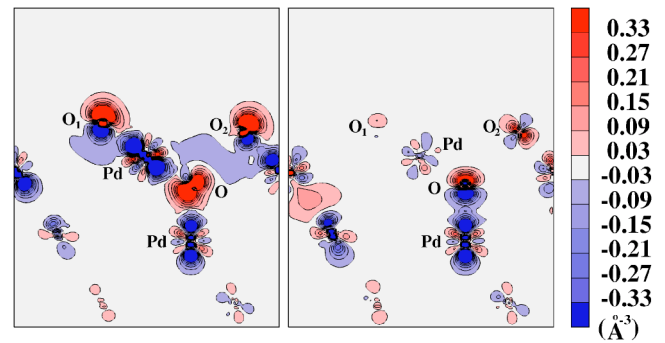 O1
O2
Pd
O
Pd
O1
O2
Pd
O
Pd
0.33
0.27
0.21
0.15
0.09
0.03
-0.03
-0.09
-0.15
-0.21
-0.27
-0.33
(Å-3)